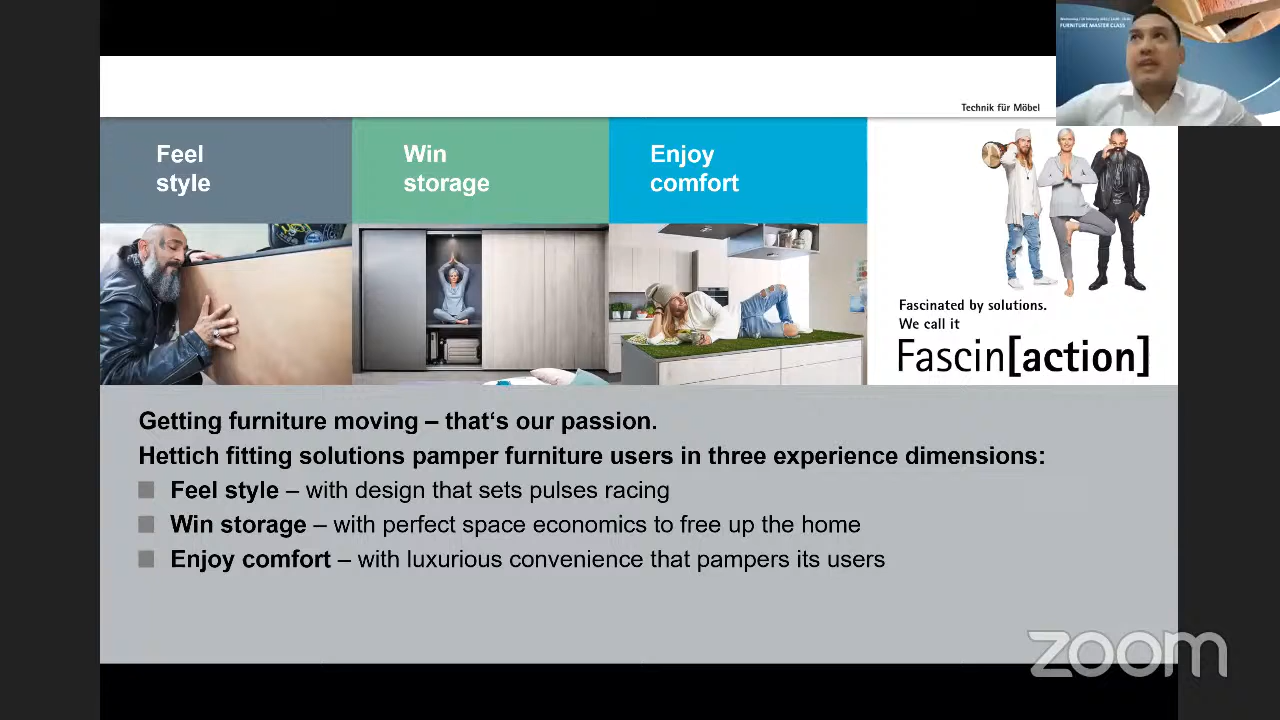 FURNITURE MASTER CLASS
Technik für Möbel
Feel
style
Win
storage
Enjoy
comfort
Fascinated by solutions.
We call it
Fascin[action]
Getting furniture moving – that‘s our passion.
Hettich fitting solutions pamper furniture users in three experience dimensions:
Feel style – with design that sets pulses racing
Win storage – with perfect space economics to free up the home
Enjoy comfort – with luxurious convenience that pampers its users
zoom